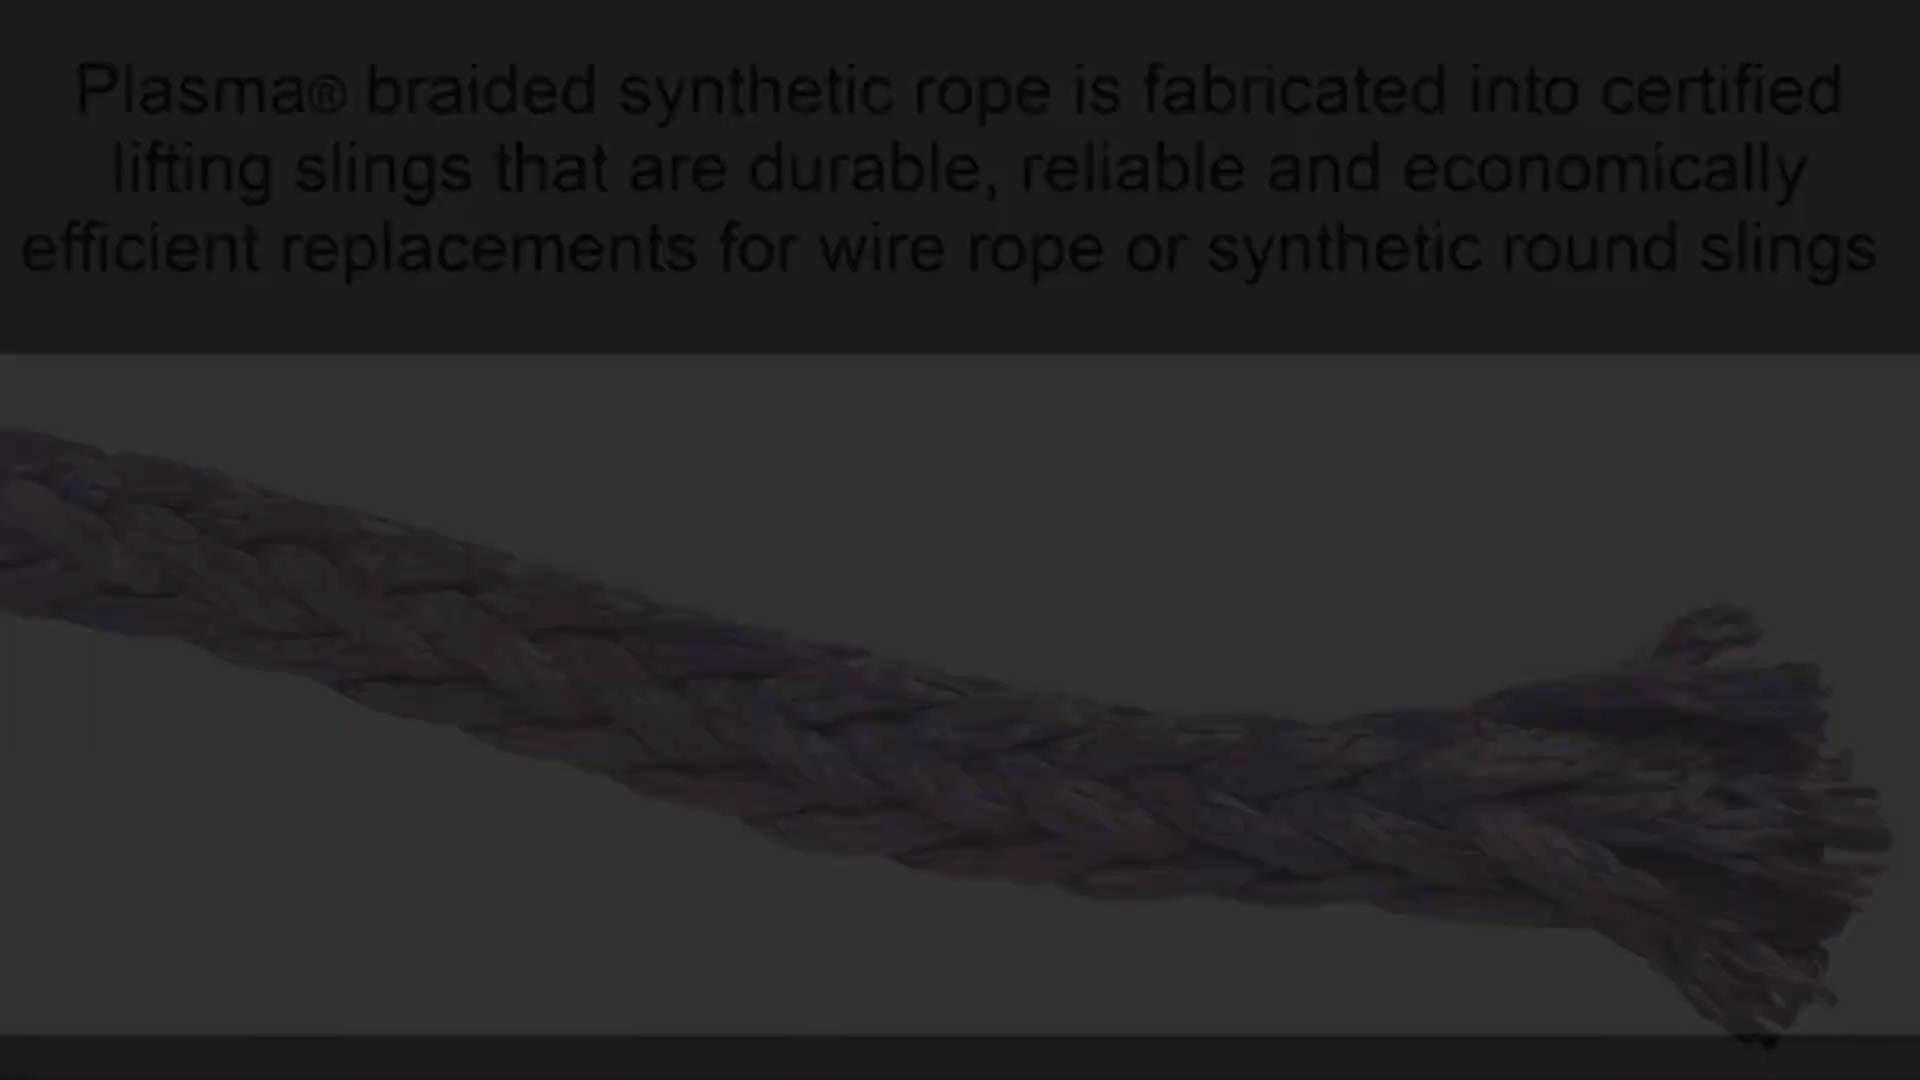 Plasma® braided synthetic rope is fabricated into certified
lifting slings that are durable, reliable and economically
efficient replacements for wire rope or synthetic round slings